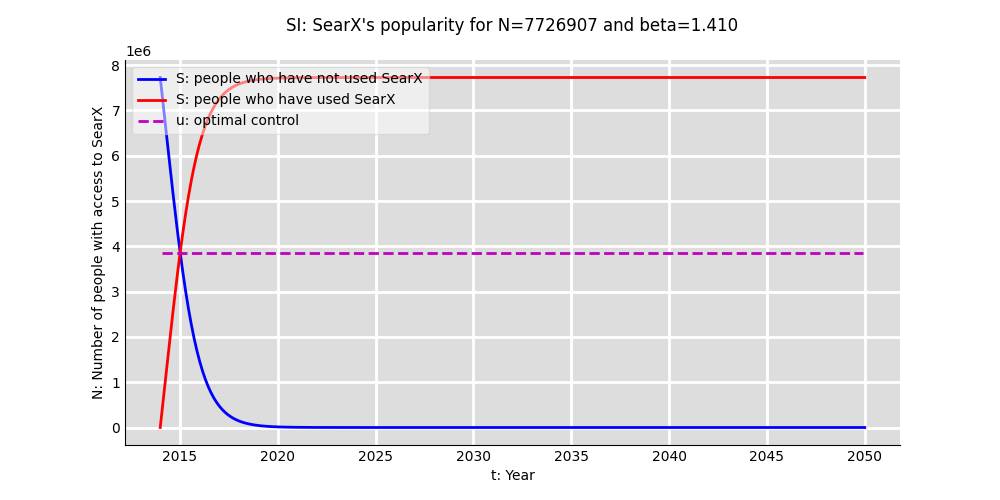 SI: SearX's popularity for N=7726907 and beta=1.410
1e6
8
7
6
5
4
3
2
1
0
N: Number of people with access to SearX
S: people who have not used SearX
S: people who have used SearX
u: optimal control
2015 2020 2025 2030 2035 2040 2045 2050
t: Year